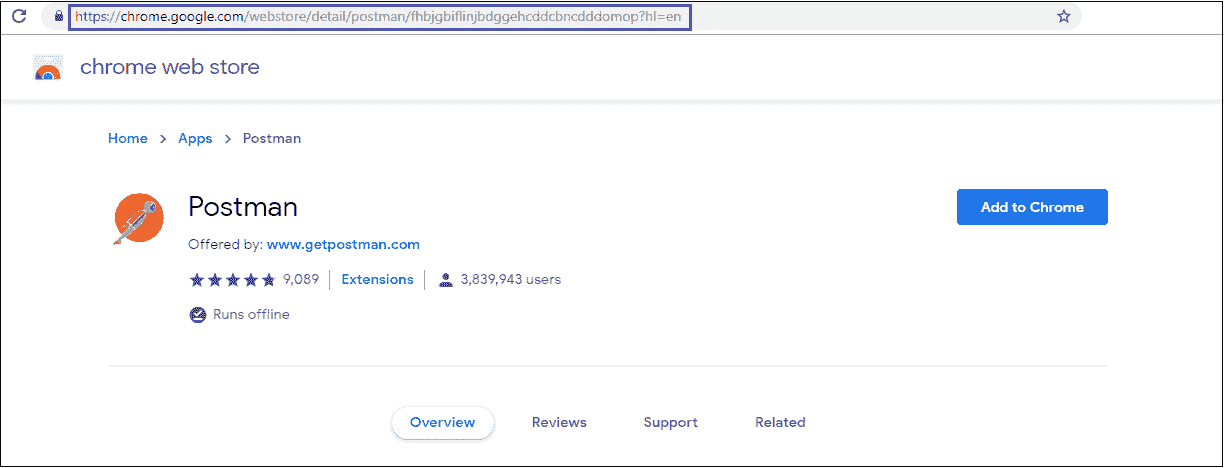 https://chrome.google.com/webstore/detail/postman/fhbjgbiflinjbdggehcddcbncdddomop?hl=en
chrome web store
Home > Apps > Postman
Postman
Add to Chrome
Offered by: www.getpostman.com
9,089 Extensions 3,839,943 users
Runs offline
Overview Reviews Support Related